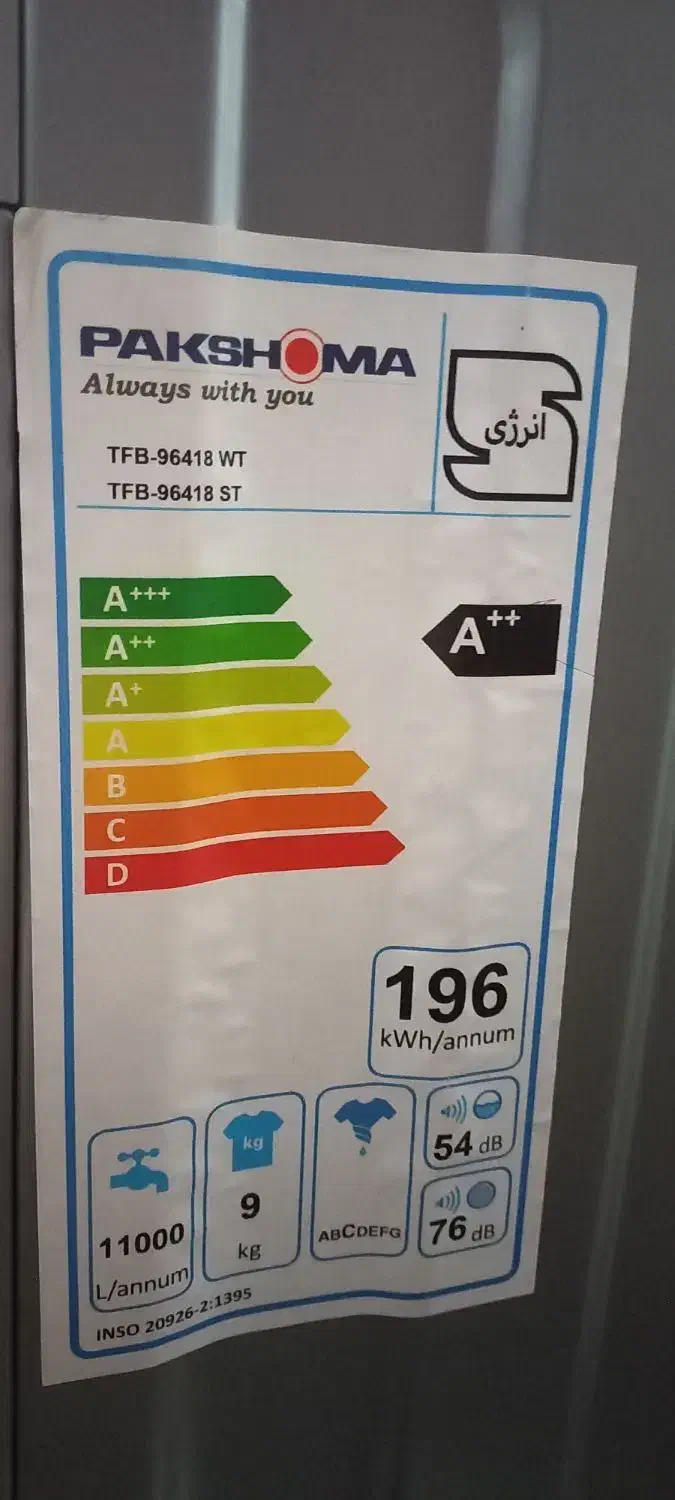 PAKSHOMA
Always with you
انرژی
TFB-96418 WT
TFB-96418 ST
A+++
A++
A++
A+
A
B
C
D
196
kWh/annum
11000
L/annum
kg
9
kg
ABCDEFG
54 dB
76 dB
INSO 20926-2:1395